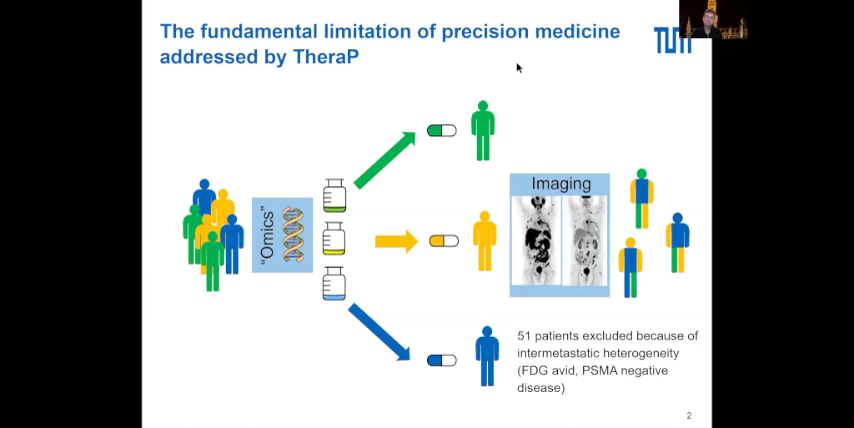 The fundamental limitation of precision medicine
addressed by TheraP
TUM
"Omics"
Imaging
51 patients excluded because of
intermetastatic heterogeneity
(FDG avid, PSMA negative
disease)
2